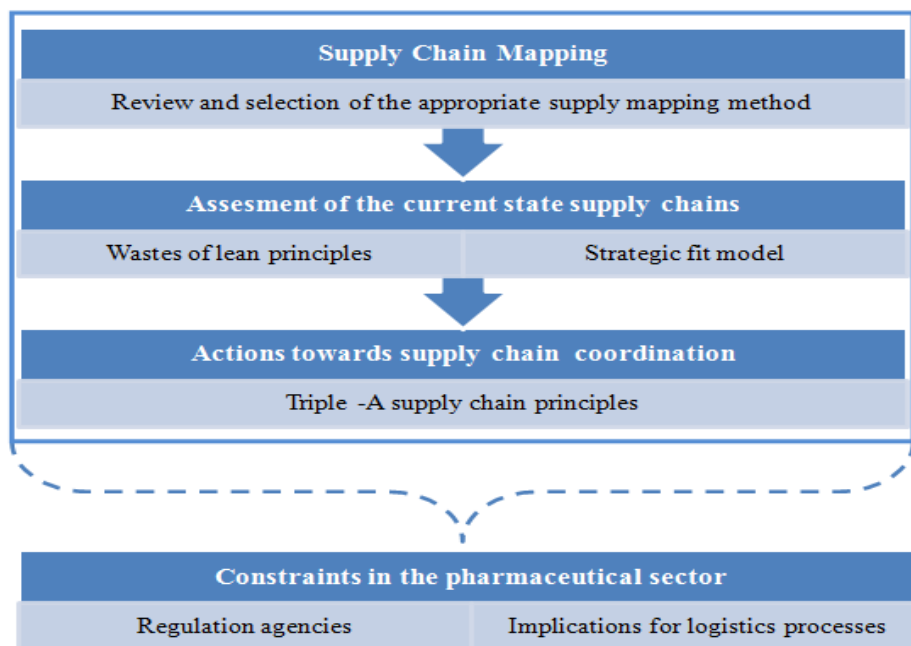 Supply Chain Mapping
Review and selection of the appropriate supply mapping method
Assesment of the current state supply chains
Wastes of lean principles
Strategic fit model
Actions towards supply chain coordination
Triple -A supply chain principles
Constraints in the pharmaceutical sector
Regulation agencies
Implications for logistics processes